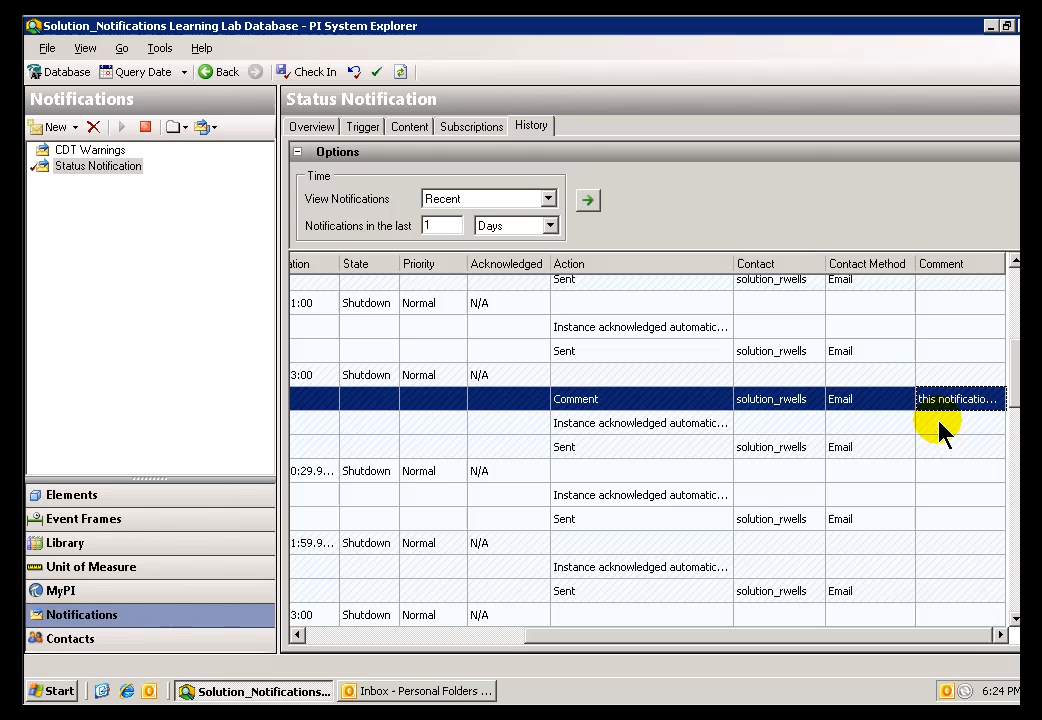 Solution_Notifications Learning Lab Database - PI System Explorer
File View Go Tools Help
Database Query Date Back Check In
Notifications
New
CDT Warnings
Status Notification
Elements
Event Frames
Library
Unit of Measure
MyPI
Notifications
Contacts
Status Notification
Overview Trigger Content Subscriptions History
Options
Time
View Notifications Recent
Notifications in the last 1 Days
ation State Priority Acknowledged Action Contact Contact Method Comment
Sent solution_rwells Email
1:00 Shutdown Normal N/A
Instance acknowledged automatic...
Sent solution_rwells Email
3:00 Shutdown Normal N/A
Comment solution_rwells Email this notificatio...
Instance acknowledged automatic...
Sent solution_rwells Email
0:29.9... Shutdown Normal N/A
Instance acknowledged automatic...
Sent solution_rwells Email
1:59.9... Shutdown Normal N/A
Instance acknowledged automatic...
Sent solution_rwells Email
3:00 Shutdown Normal N/A
Start Solution_Notifications... Inbox - Personal Folders ... 6:24 PM